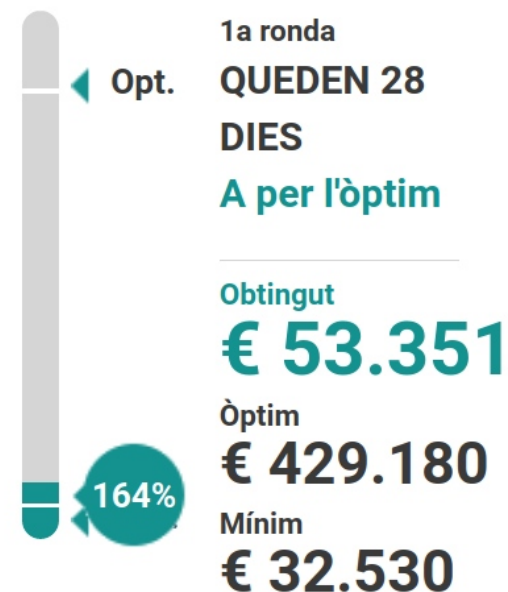 1a ronda
Opt.
QUEDEN 28
DIES
A per l'òptim
Obtingut
€ 53.351
Òptim
€ 429.180
164%
Mínim
€ 32.530